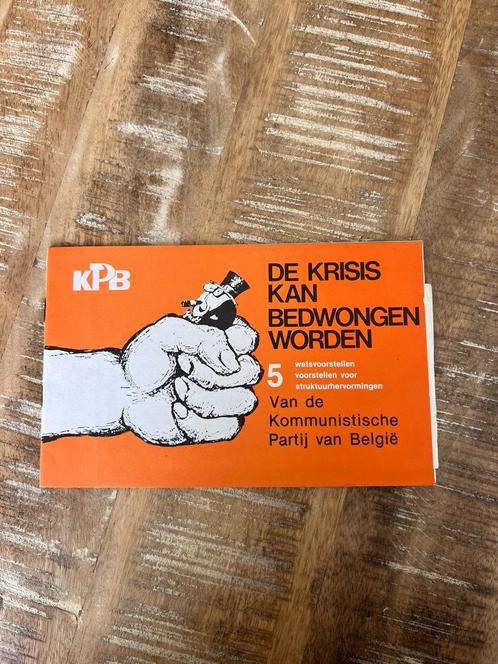 KPB
DE KRISIS
KAN
BEDWONGEN
WORDEN
5 wetsvoorstellen
voorstellen voor
struktuurhervormingen
Van de
Kommunistische
Partij van België